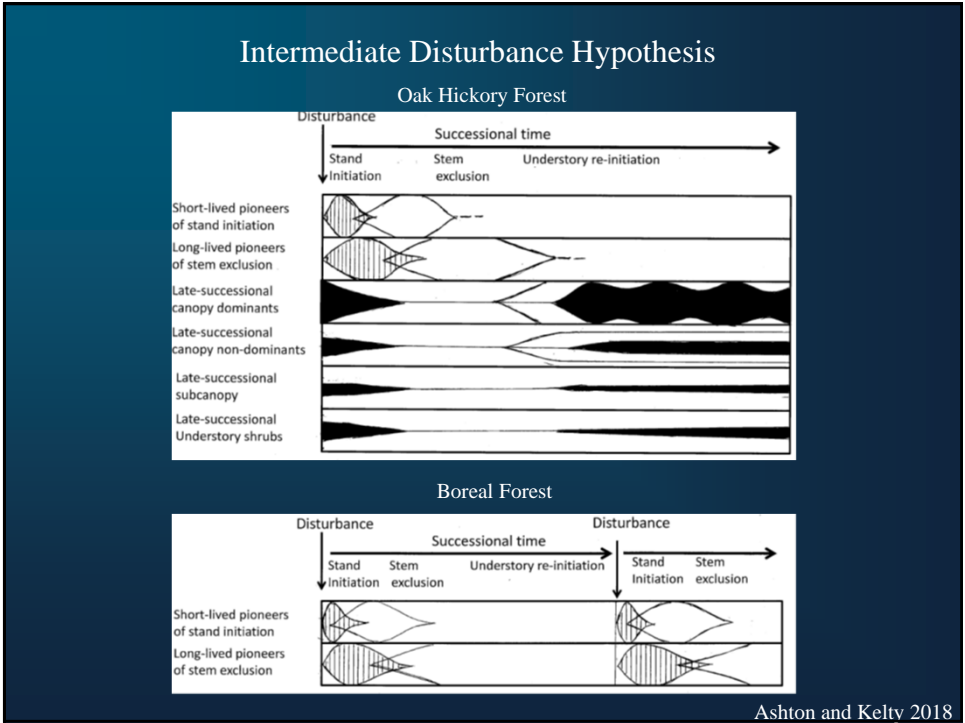 Intermediate Disturbance Hypothesis
Oak Hickory Forest
Disturbance
Successional time
Stand
Initiation
Stem
exclusion
Understory re-initiation
Short-lived pioneers
of stand initiation
Long-lived pioneers
of stem exclusion
Late-successional
canopy dominants
Late-successional
canopy non-dominants
Late-successional
subcanopy
Late-successional
Understory shrubs
Boreal Forest
Disturbance
Disturbance
Successional time
Stand
Initiation
Stem
exclusion
Understory re-initiation
Stand
Initiation
Stem
exclusion
Short-lived pioneers
of stand initiation
Long-lived pioneers
of stem exclusion
Ashton and Kelty 2018